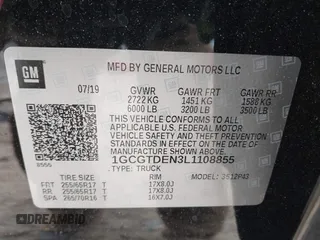 GM
MFD BY GENERAL MOTORS LLC
07/19 GVWR GAWR FRT GAWR RR
2722 KG 1451 KG 1588 KG
6000 LB 3200 LB 3500 LB
THIS VEHICLE CONFORMS TO ALL APPLICABLE
U.S. FEDERAL MOTOR
VEHICLE SAFETY AND THEFT PREVENTION
STANDARDS IN EFFECT ON THE DATE OF
MANUFACTURE SHOWN ABOVE.
1GCGTDEN3L1108855
8556 TYPE: TRUCK
TIRE SIZE RIM
FRT 255/65R17 T 17X8.0J
RR 255/65R17 T 17X8.0J
SPA 265/70R16 T 16X7.0J
DREAMBID